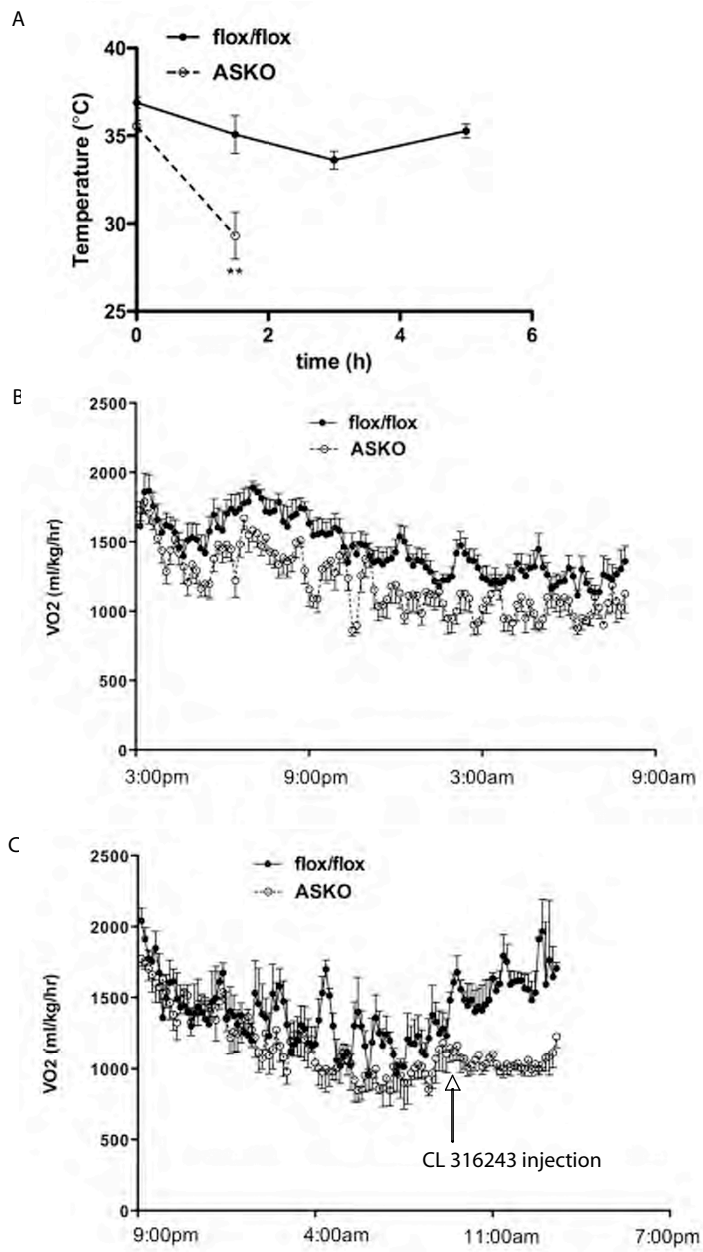 A
flox/flox
ASKO
40
35
30
25
Temperature (°C)
**
0 2 4 6
time (h)
B
2500
flox/flox
ASKO
2000
1500
1000
500
0
VO2 (ml/kg/hr)
3:00pm 9:00pm 3:00am 9:00am
C
2500
flox/flox
ASKO
2000
1500
1000
500
0
VO2 (ml/kg/hr)
CL 316243 injection
9:00pm 4:00am 11:00am 7:00pm